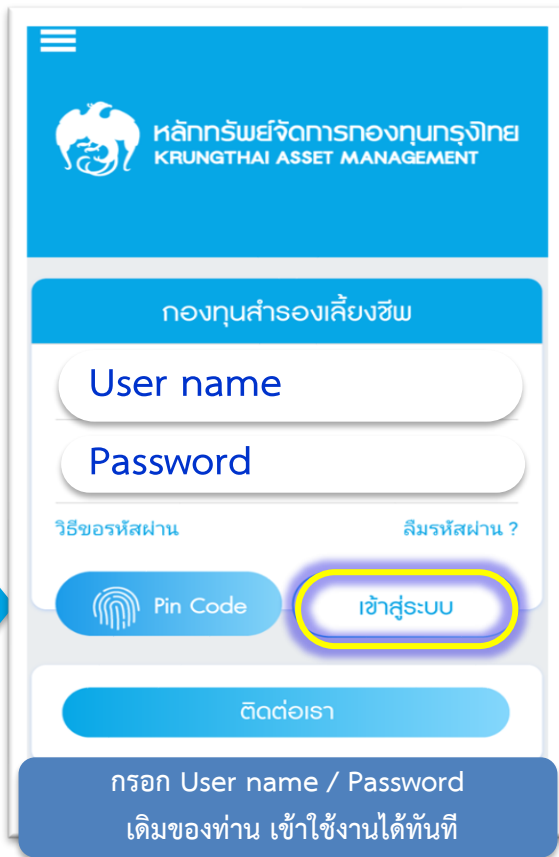 หลักทรัพย์จัดการกองทุนกรุงไทย
KRUNGTHAI ASSET MANAGEMENT
กองทุนสำรองเลี้ยงชีพ
User name
Password
วิธีขอรหัสผ่าน ลืมรหัสผ่าน ?
Pin Code เข้าสู่ระบบ
ติดต่อเรา
กรอก User name / Password
เดิมของท่าน เข้าใช้งานได้ทันที